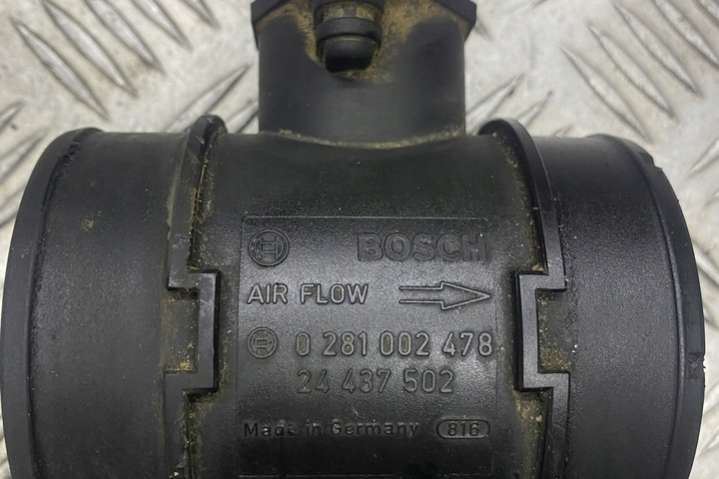 BOSCH
AIR FLOW
0 281 002 478
24 437 502
Made in Germany 816